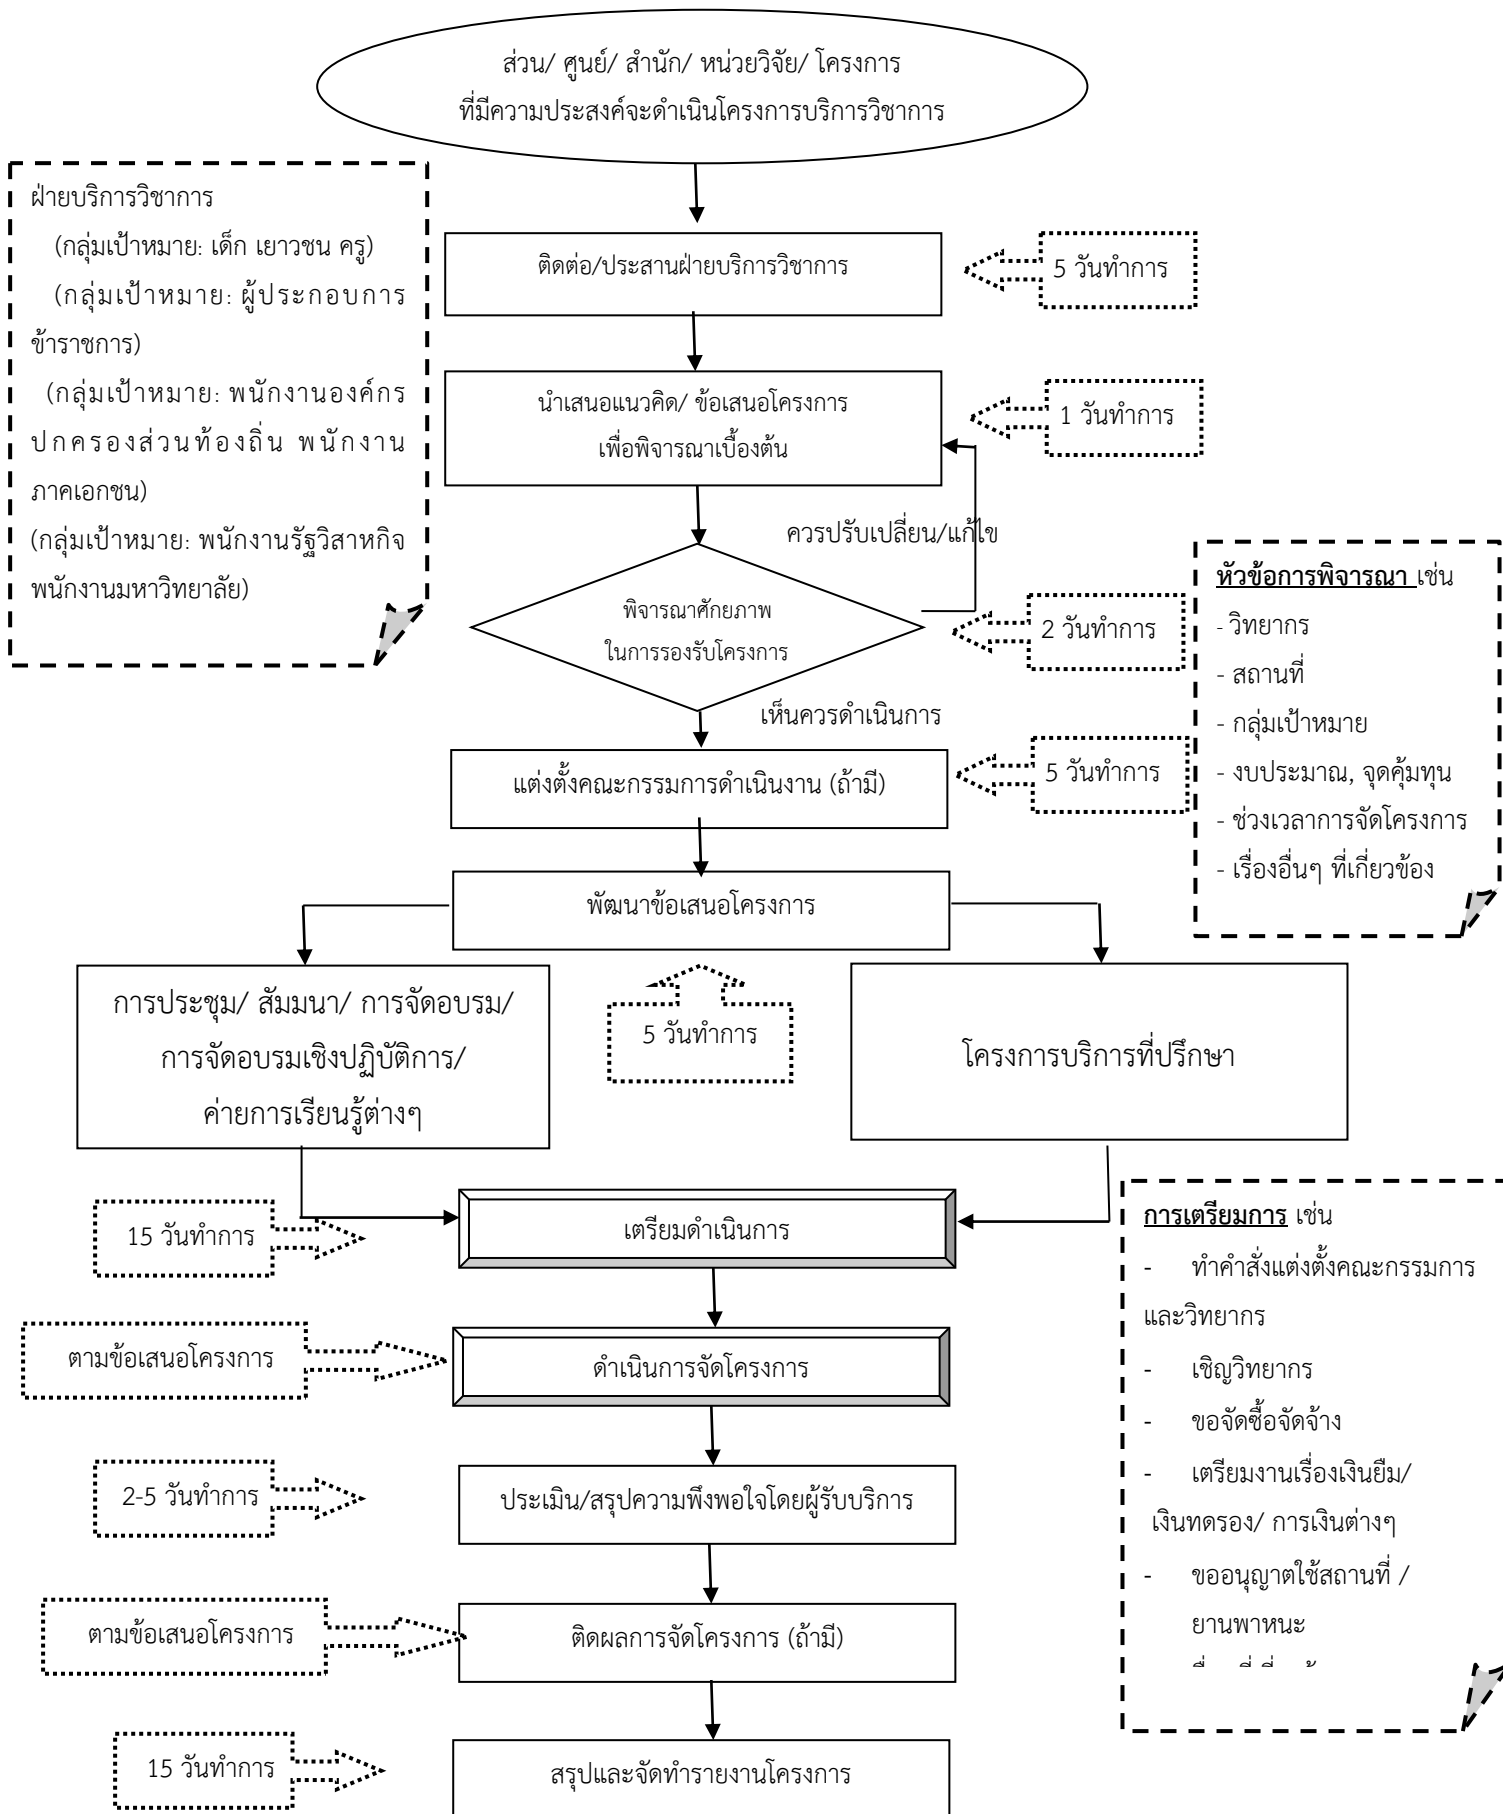 ส่วน/ ศูนย์/ สำนัก/ หน่วยวิจัย/ โครงการ
ที่มีความประสงค์จะดำเนินโครงการบริการวิชาการ
ฝ่ายบริการวิชาการ
(กลุ่มเป้าหมาย: เด็ก เยาวชน ครู)
(กลุ่มเป้าหมาย: ผู้ประกอบการ
ข้าราชการ)
(กลุ่มเป้าหมาย: พนักงานองค์กร
ปกครองส่วนท้องถิ่น พนักงาน
ภาคเอกชน)
(กลุ่มเป้าหมาย: พนักงานรัฐวิสาหกิจ
พนักงานมหาวิทยาลัย)
ติดต่อ/ประสานฝ่ายบริการวิชาการ
5 วันทำการ
นำเสนอแนวคิด/ ข้อเสนอโครงการ
เพื่อพิจารณาเบื้องต้น
1 วันทำการ
ควรปรับเปลี่ยน/แก้ไข
พิจารณาศักยภาพ
ในการรองรับโครงการ
2 วันทำการ
หัวข้อการพิจารณา เช่น
- วิทยากร
- สถานที่
- กลุ่มเป้าหมาย
- งบประมาณ, จุดคุ้มทุน
- ช่วงเวลาการจัดโครงการ
- เรื่องอื่นๆ ที่เกี่ยวข้อง
เห็นควรดำเนินการ
แต่งตั้งคณะกรรมการดำเนินงาน (ถ้ามี)
5 วันทำการ
พัฒนาข้อเสนอโครงการ
5 วันทำการ
การประชุม/ สัมมนา/ การจัดอบรม/
การจัดอบรมเชิงปฏิบัติการ/
ค่ายการเรียนรู้ต่างๆ
โครงการบริการที่ปรึกษา
15 วันทำการ
เตรียมดำเนินการ
การเตรียมการ เช่น
- ทำคำสั่งแต่งตั้งคณะกรรมการ
และวิทยากร
- เชิญวิทยากร
- ขอจัดซื้อจัดจ้าง
- เตรียมงานเรื่องเงินยืม/
เงินทดรอง/ การเงินต่างๆ
- ขออนุญาตใช้สถานที่ /
ยานพาหนะ
ตามข้อเสนอโครงการ
ดำเนินการจัดโครงการ
2-5 วันทำการ
ประเมิน/สรุปความพึงพอใจโดยผู้รับบริการ
ตามข้อเสนอโครงการ
ติดผลการจัดโครงการ (ถ้ามี)
15 วันทำการ
สรุปและจัดทำรายงานโครงการ